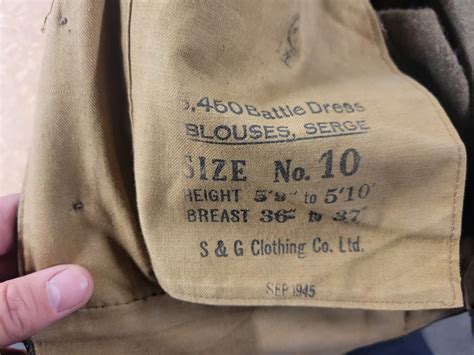 .450 Battle Dress
BLOUSES, SERGE
SIZE No. 10
HEIGHT 5'9" to 5'10"
BREAST 36" to 37"
S & G Clothing Co. Ltd.
SEP 1945